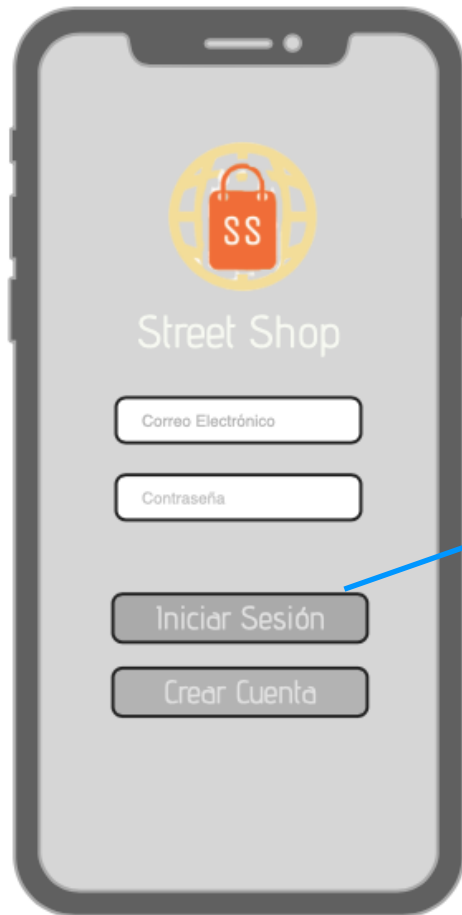 SS
Street Shop
Correo Electrónico
Contraseña
Iniciar Sesión
Crear Cuenta